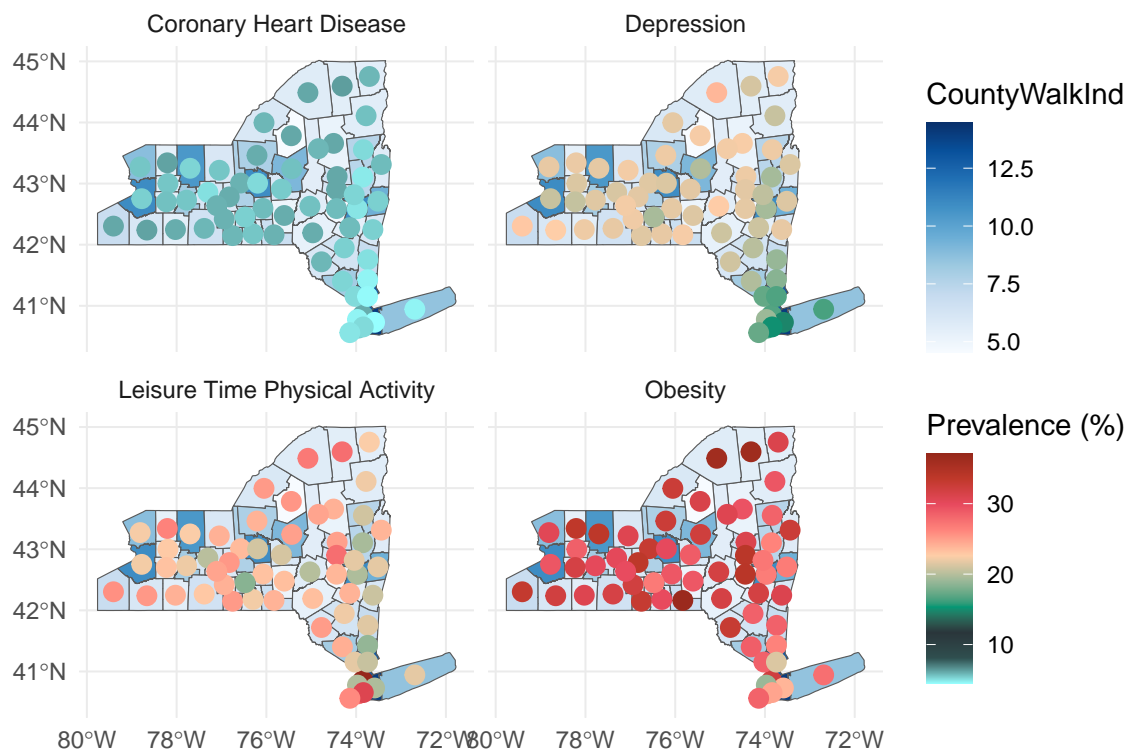 Coronary Heart Disease
Depression
45°N
44°N
43°N
42°N
41°N
CountyWalkInd
12.5
10.0
7.5
5.0
Leisure Time Physical Activity
Obesity
45°N
44°N
43°N
42°N
41°N
80°W 78°W 76°W 74°W 72°W 80°W 78°W 76°W 74°W 72°W
Prevalence (%)
30
20
10